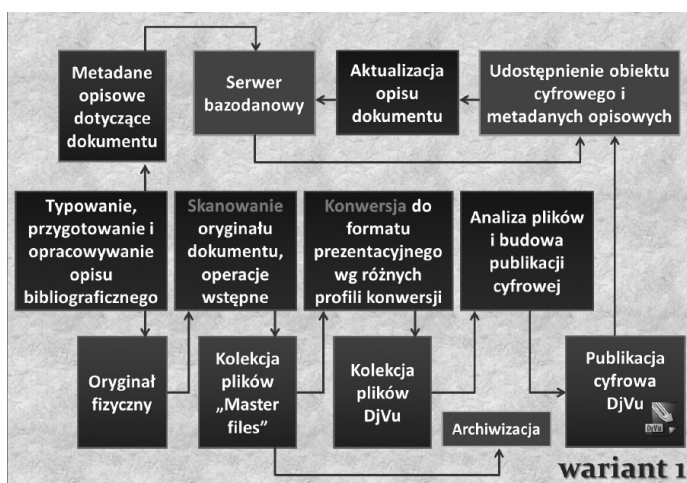 Metadane
opisowe
dotyczące
dokumentu
Serwer
bazodanowy
Aktualizacja
opisu
dokumentu
Udostępnienie obiektu
cyfrowego i
metadanych opisowych
Typowanie,
przygotowanie i
opracowywanie
opisu
bibliograficznego
Skanowanie
oryginału
dokumentu,
operacje
wstępne
Konwersja do
formatu
prezentacyjnego
wg różnych
profili konwersji
Analiza plików
i budowa
publikacji
cyfrowej
Oryginał
fizyczny
Kolekcja
plików
„Master
files”
Kolekcja
plików
DjVu
Archiwizacja
Publikacja
cyfrowa
DjVu
DjVu
wariant 1